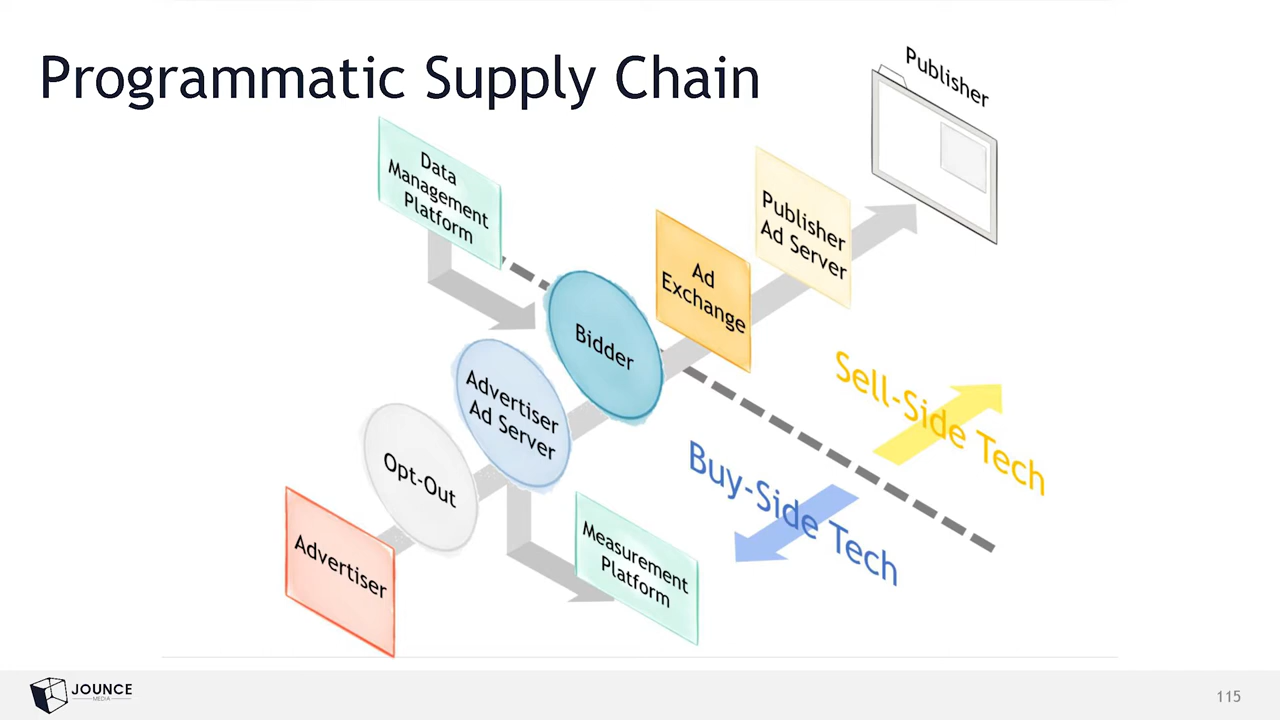 Programmatic Supply Chain
Publisher
Data
Management
Platform
Publisher
Ad Server
Ad
Exchange
Bidder
Advertiser
Ad Server
Opt-Out
Advertiser
Measurement
Platform
Sell-Side Tech
Buy-Side Tech
JOUNCE
MEDIA
115